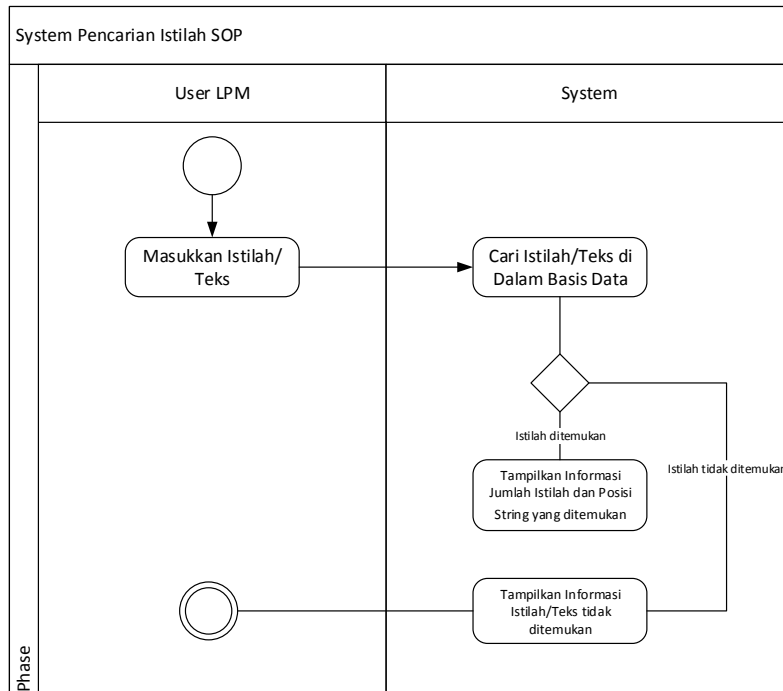 System Pencarian Istilah SOP
User LPM
System
Masukkan Istilah/
Teks
Cari Istilah/Teks di
Dalam Basis Data
Istilah ditemukan
Istilah tidak ditemukan
Tampilkan Informasi
Jumlah Istilah dan Posisi
String yang ditemukan
Tampilkan Informasi
Istilah/Teks tidak
ditemukan
Phase